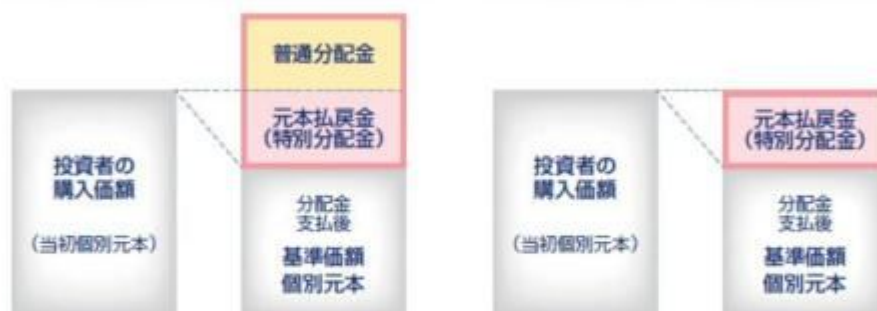 普通分配金
元本払戻金
(特別分配金)
投資者の
購入価額
(当初個別元本)
分配金
支払後
基準価額
個別元本
元本払戻金
(特別分配金)
投資者の
購入価額
(当初個別元本)
分配金
支払後
基準価額
個別元本